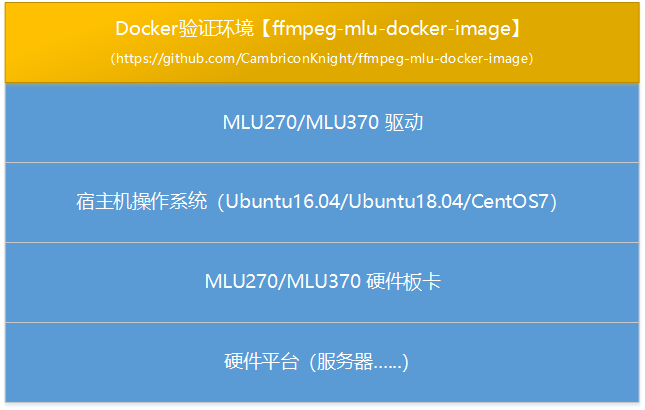 Docker验证环境【ffmpeg-mlu-docker-image】
（https://github.com/CambriconKnight/ffmpeg-mlu-docker-image）
MLU270/MLU370 驱动
宿主机操作系统（Ubuntu16.04/Ubuntu18.04/CentOS7）
MLU270/MLU370 硬件板卡
硬件平台（服务器……）